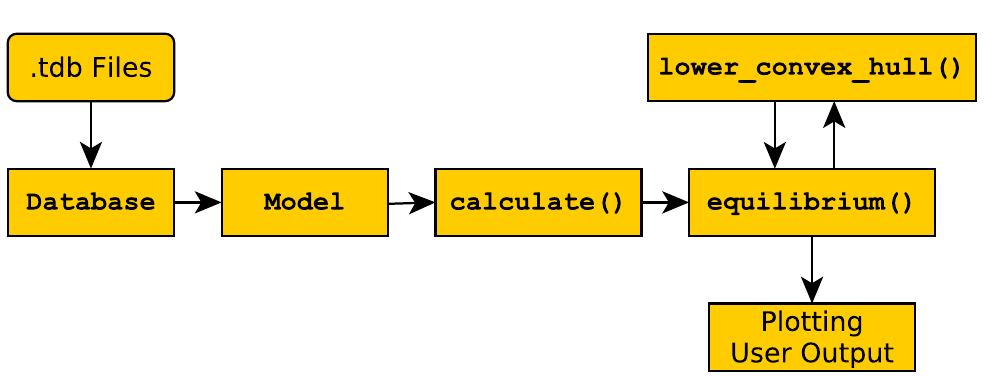 .tdb Files
lower_convex_hull()
Database
Model
calculate()
equilibrium()
Plotting
User Output